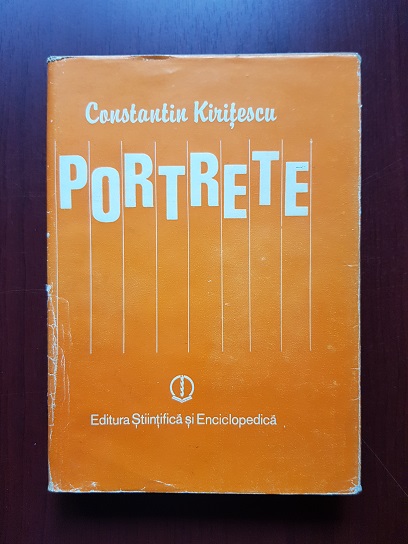 Constantin Kirițescu
PORTRETE
Editura Științifică și Enciclopedică